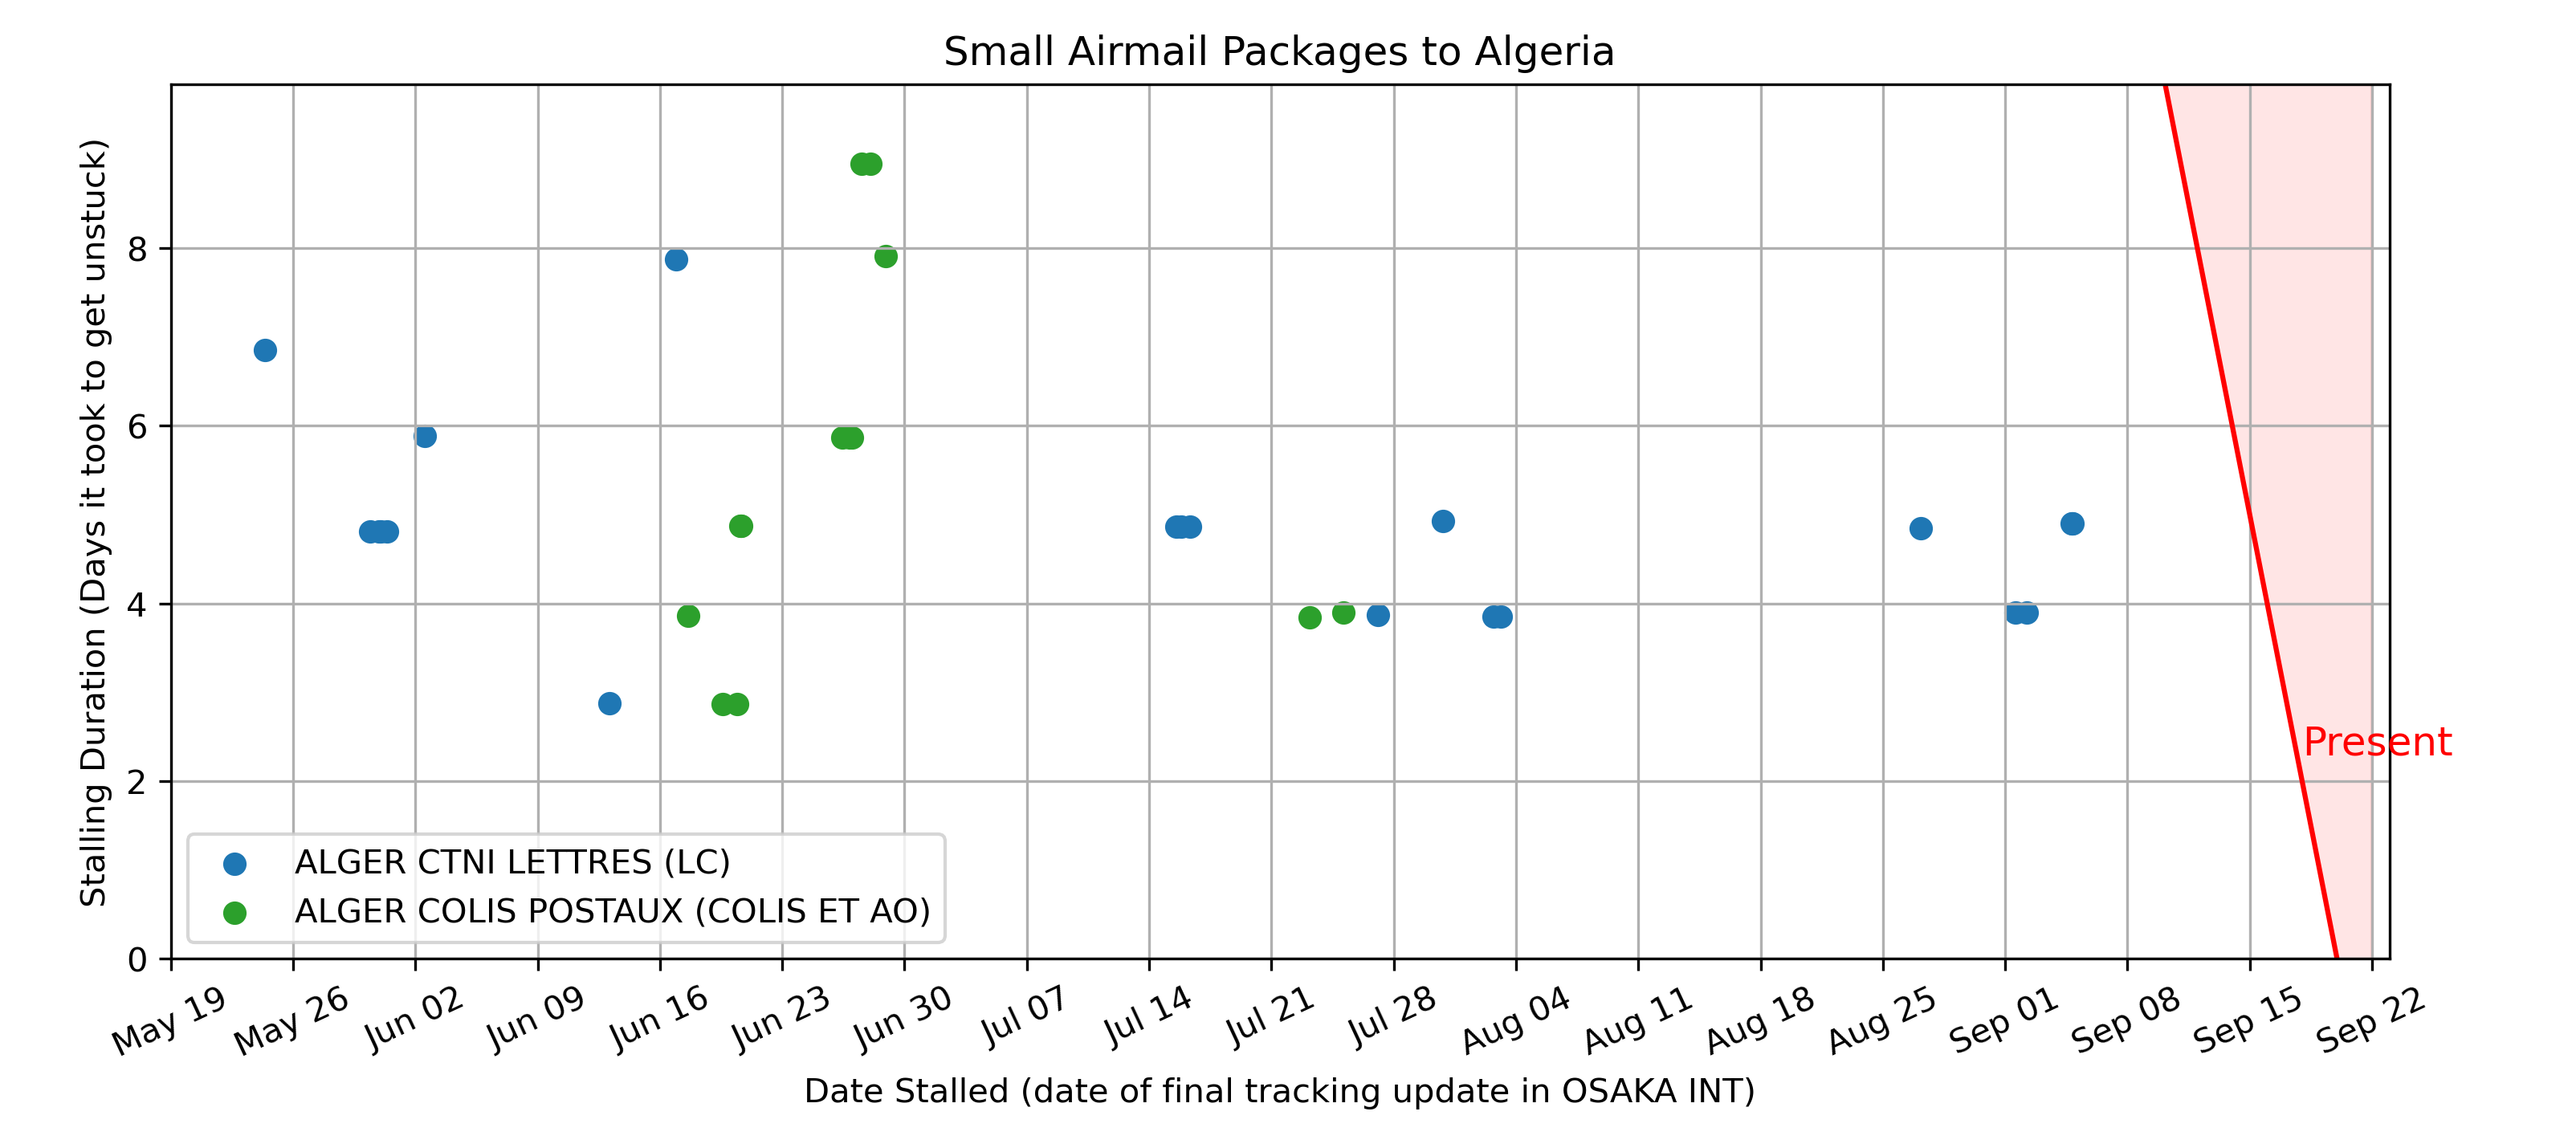 Small Airmail Packages to Algeria
Stalling Duration (Days it took to get unstuck)
8
6
4
2
0
Present
ALGER CTNI LETTRES (LC)
ALGER COLIS POSTAUX (COLIS ET AO)
May 19
May 26
Jun 02
Jun 09
Jun 16
Jun 23
Jun 30
Jul 07
Jul 14
Jul 21
Jul 28
Aug 04
Aug 11
Aug 18
Aug 25
Sep 01
Sep 08
Sep 15
Sep 22
Date Stalled (date of final tracking update in OSAKA INT)